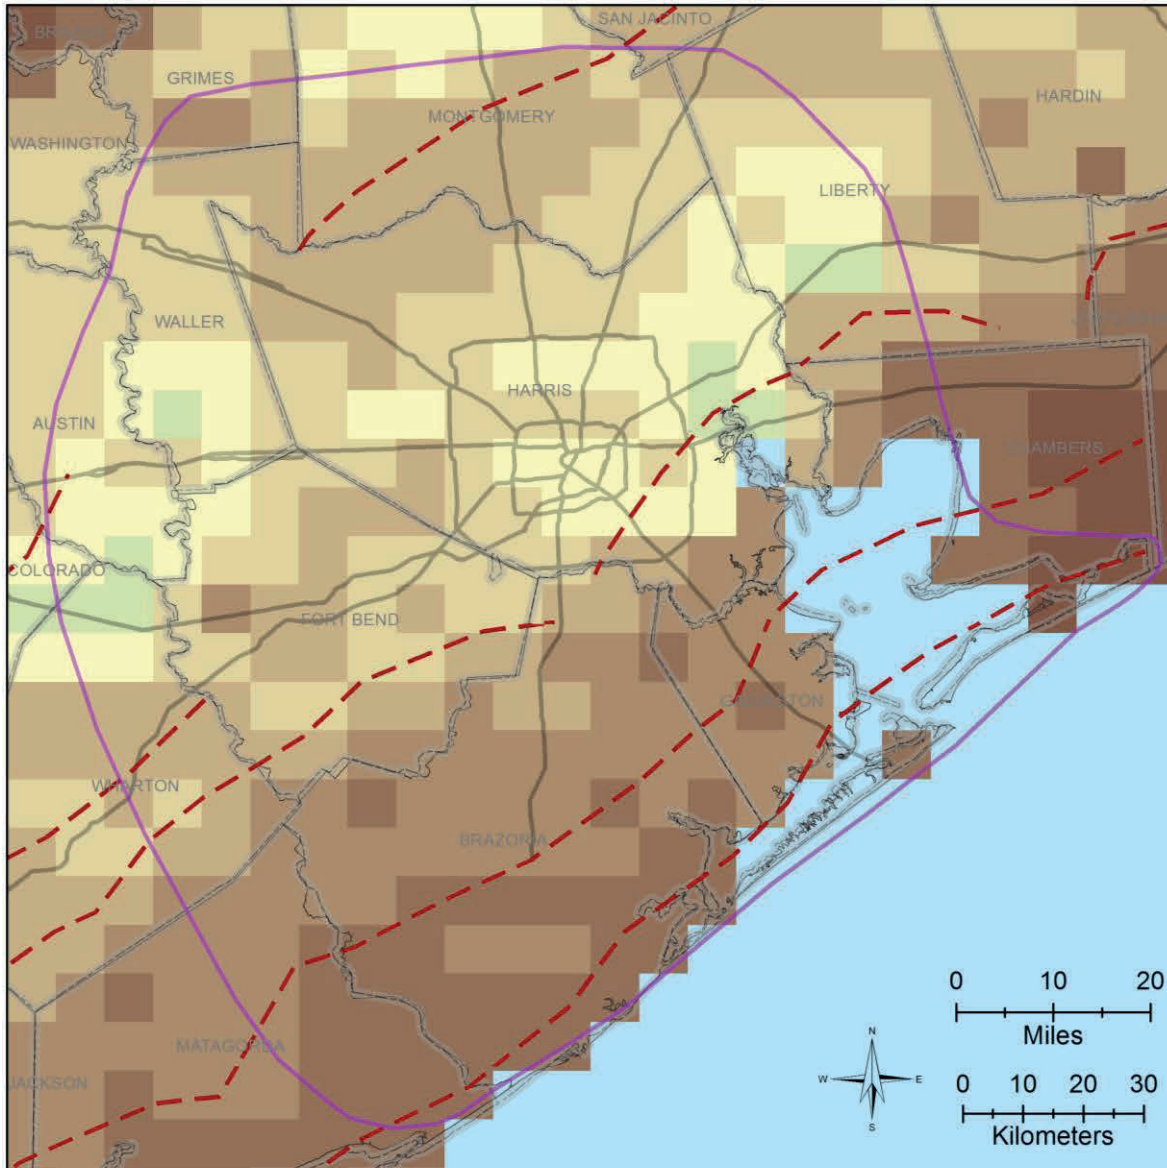 SAN JACINTO
GRIMES
HARDIN
MONTGOMERY
WASHINGTON
LIBERTY
WALLER
HARRIS
AUSTIN
CHAMBERS
COLORADO
FORT BEND
GALVESTON
WHARTON
BRAZORIA
MATAGORDA
JACKSON
0 10 20
Miles
N
W E
S
0 10 20 30
Kilometers